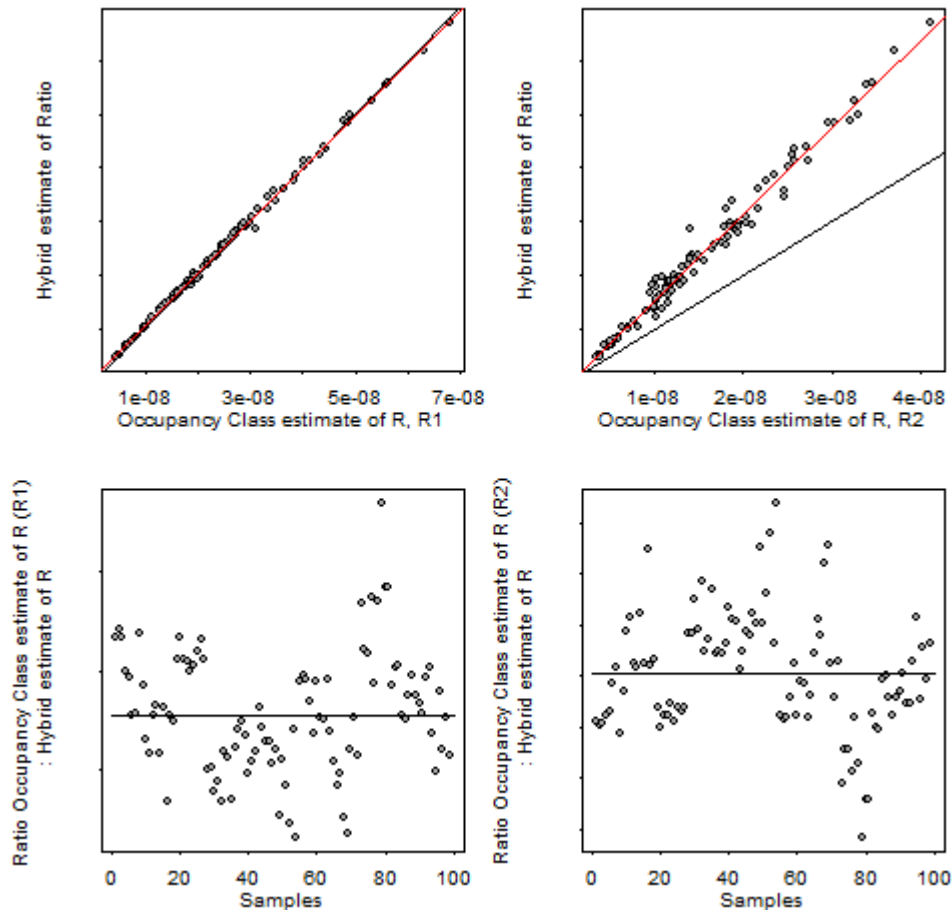 Hybrid estimate of Ratio
1e-08 3e-08 5e-08 7e-08
Occupancy Class estimate of R, R1
Hybrid estimate of Ratio
1e-08 2e-08 3e-08 4e-08
Occupancy Class estimate of R, R2
Ratio Occupancy Class estimate of R (R1)
: Hybrid estimate of R
0 20 40 60 80 100
Samples
Ratio Occupancy Class estimate of R (R2)
: Hybrid estimate of R
0 20 40 60 80 100
Samples